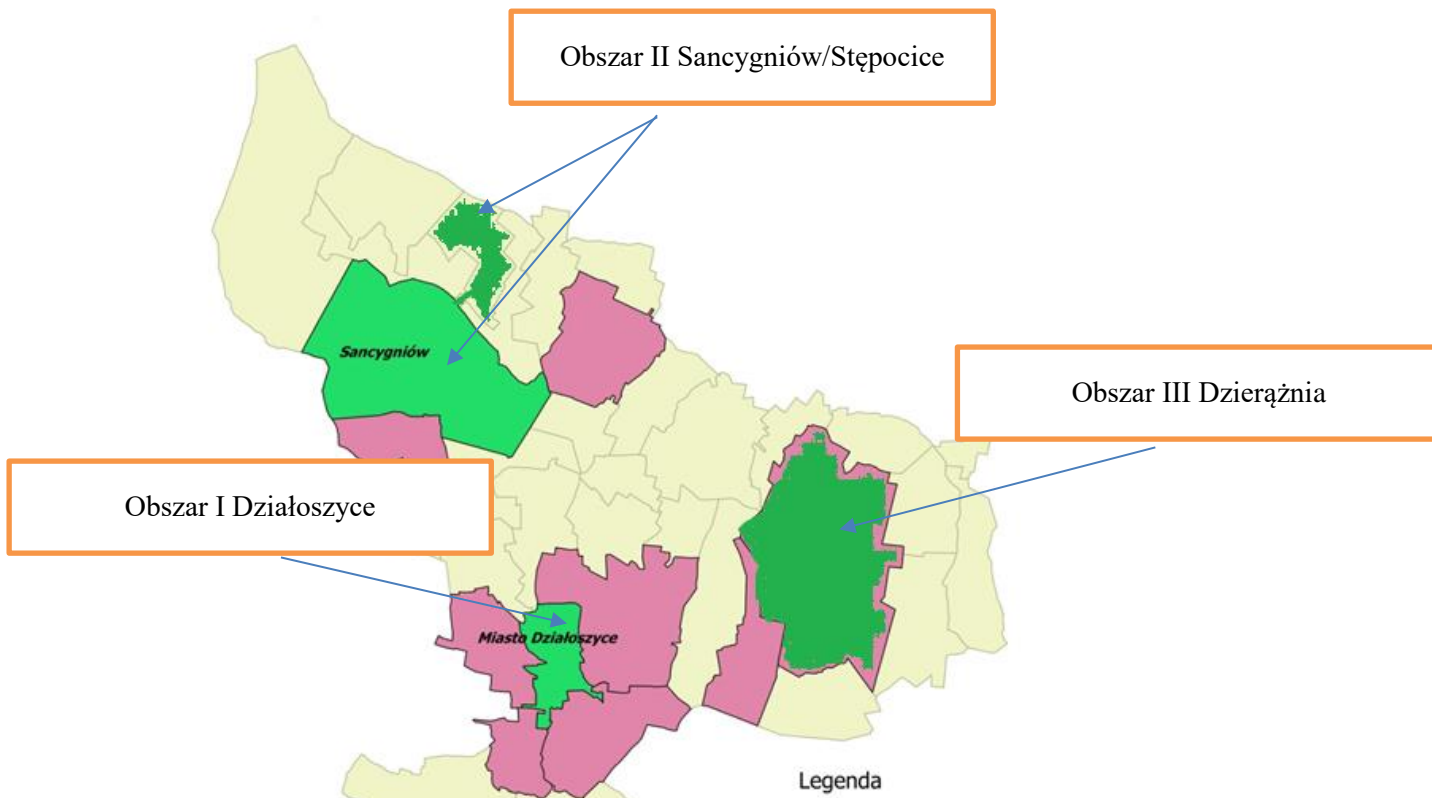 Obszar II Sancygniów/Stępocice
Sancygniów
Obszar III Dzierążnia
Obszar I Działoszyce
Miasto Działoszyce
Legenda